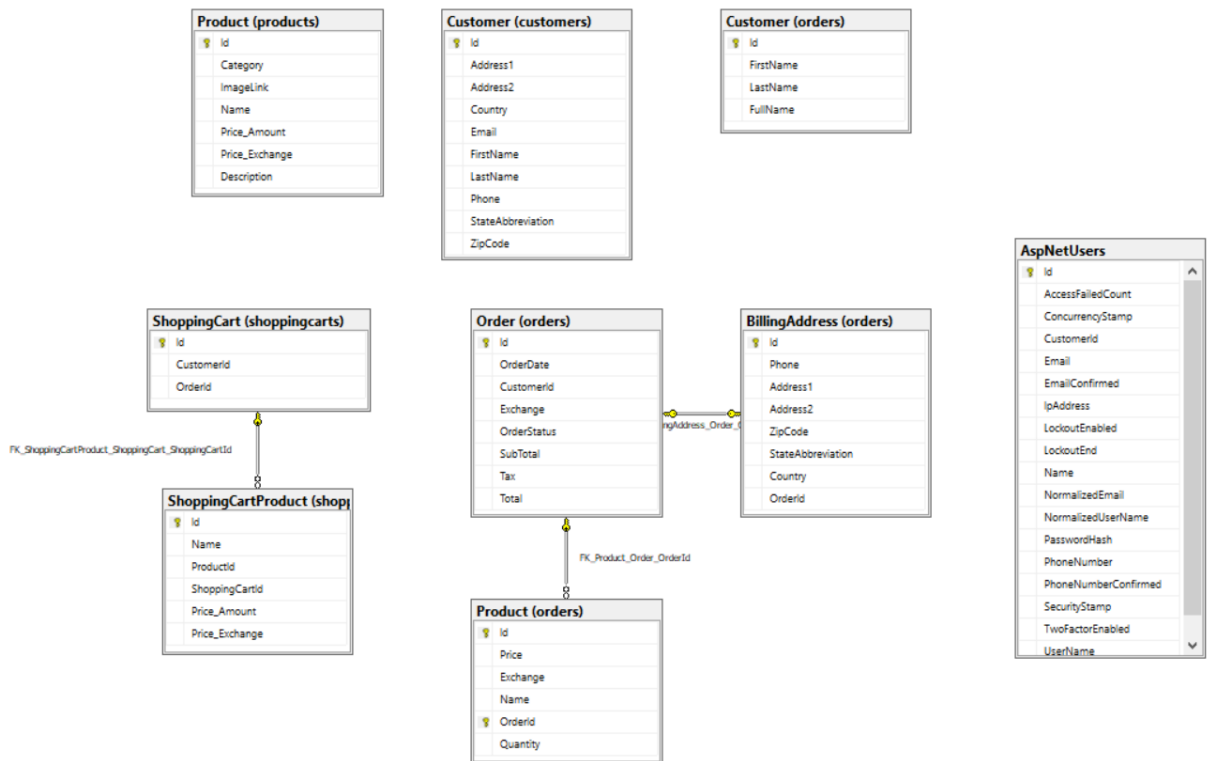 Product (products)
Id
Category
ImageLink
Name
Price_Amount
Price_Exchange
Description
Customer (customers)
Id
Address1
Address2
Country
Email
FirstName
LastName
Phone
StateAbbreviation
ZipCode
Customer (orders)
Id
FirstName
LastName
FullName
AspNetUsers
Id
AccessFailedCount
ConcurrencyStamp
CustomerId
Email
EmailConfirmed
IpAddress
LockoutEnabled
LockoutEnd
Name
NormalizedEmail
NormalizedUserName
PasswordHash
PhoneNumber
PhoneNumberConfirmed
SecurityStamp
TwoFactorEnabled
UserName
ShoppingCart (shoppingcarts)
Id
CustomerId
OrderId
FK_ShoppingCartProduct_ShoppingCart_ShoppingCartId
ShoppingCartProduct (shopp
Id
Name
ProductId
ShoppingCartId
Price_Amount
Price_Exchange
Order (orders)
Id
OrderDate
CustomerId
Exchange
OrderStatus
SubTotal
Tax
Total
ngAddress_Order_O
BillingAddress (orders)
Id
Phone
Address1
Address2
ZipCode
StateAbbreviation
Country
OrderId
FK_Product_Order_OrderId
Product (orders)
Id
Price
Exchange
Name
OrderId
Quantity